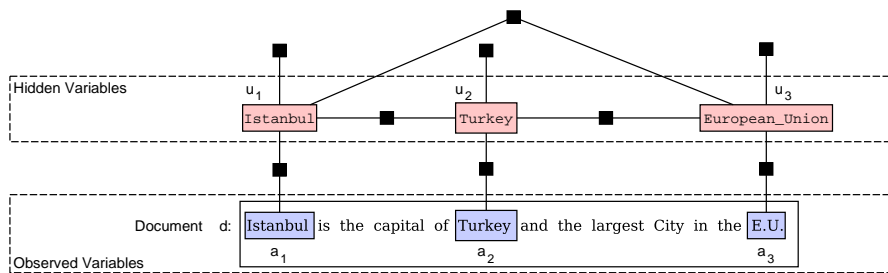 Hidden Variables
u1 u2 u3
Istanbul Turkey European_Union
Document d: Istanbul is the capital of Turkey and the largest City in the E.U.
a1 a2 a3
Observed Variables